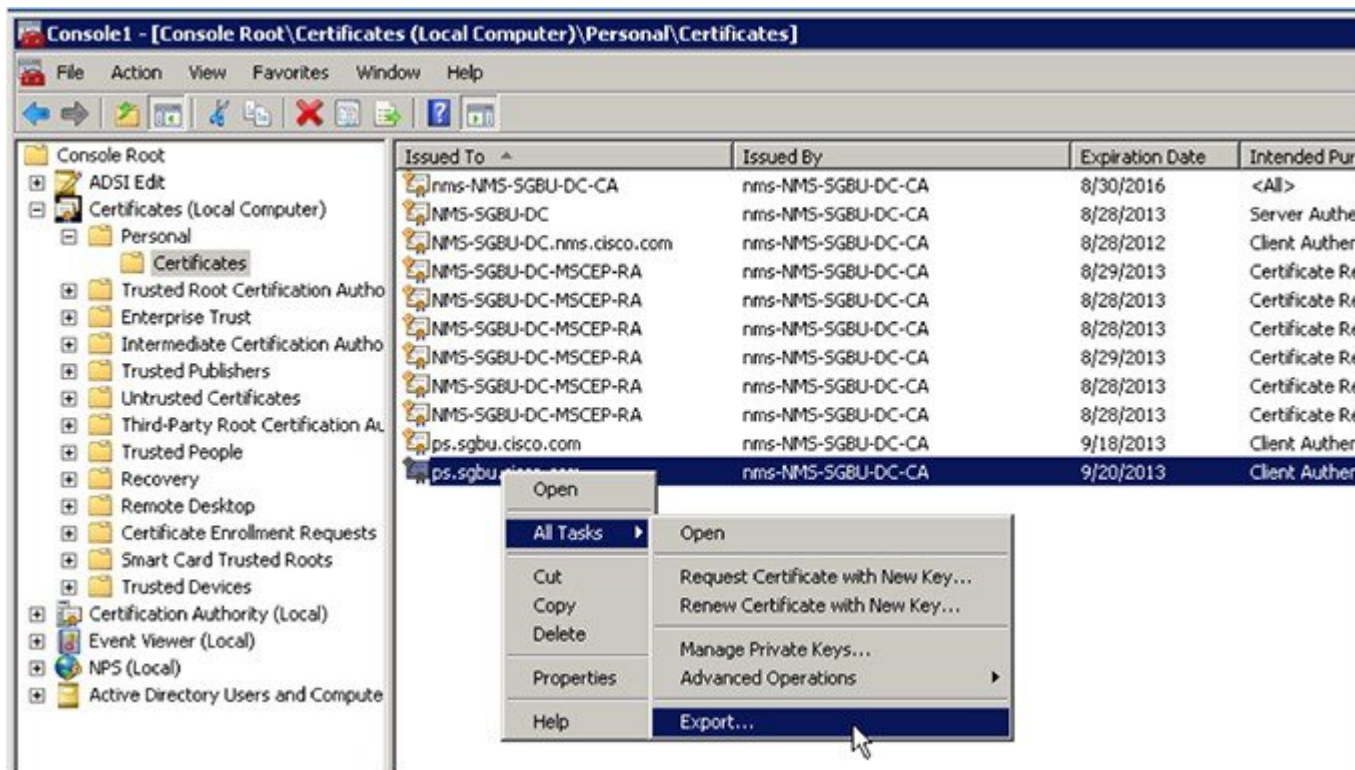 Console1 - [Console Root\Certificates (Local Computer)\Personal\Certificates]
File Action View Favorites Window Help
Console Root
ADSI Edit
Certificates (Local Computer)
Personal
Certificates
Trusted Root Certification Autho
Enterprise Trust
Intermediate Certification Autho
Trusted Publishers
Untrusted Certificates
Third-Party Root Certification Au
Trusted People
Recovery
Remote Desktop
Certificate Enrollment Requests
Smart Card Trusted Roots
Trusted Devices
Certification Authority (Local)
Event Viewer (Local)
NPS (Local)
Active Directory Users and Compute
Issued To Issued By Expiration Date Intended Pur
nms-NMS-SGBU-DC-CA nms-NMS-SGBU-DC-CA 8/30/2016 <All>
NMS-SGBU-DC nms-NMS-SGBU-DC-CA 8/28/2013 Server Authe
NMS-SGBU-DC.nms.cisco.com nms-NMS-SGBU-DC-CA 8/28/2012 Client Authen
NMS-SGBU-DC-MSCEP-RA nms-NMS-SGBU-DC-CA 8/29/2013 Certificate Re
NMS-SGBU-DC-MSCEP-RA nms-NMS-SGBU-DC-CA 8/28/2013 Certificate Re
NMS-SGBU-DC-MSCEP-RA nms-NMS-SGBU-DC-CA 8/28/2013 Certificate Re
NMS-SGBU-DC-MSCEP-RA nms-NMS-SGBU-DC-CA 8/29/2013 Certificate Re
NMS-SGBU-DC-MSCEP-RA nms-NMS-SGBU-DC-CA 8/28/2013 Certificate Re
NMS-SGBU-DC-MSCEP-RA nms-NMS-SGBU-DC-CA 8/28/2013 Certificate Re
ps.sgbu.cisco.com nms-NMS-SGBU-DC-CA 9/18/2013 Client Authen
ps.sgbu.cisco.com nms-NMS-SGBU-DC-CA 9/20/2013 Client Authen
Open
All Tasks
Cut
Copy
Delete
Properties
Help
Open
Request Certificate with New Key...
Renew Certificate with New Key...
Manage Private Keys...
Advanced Operations
Export...